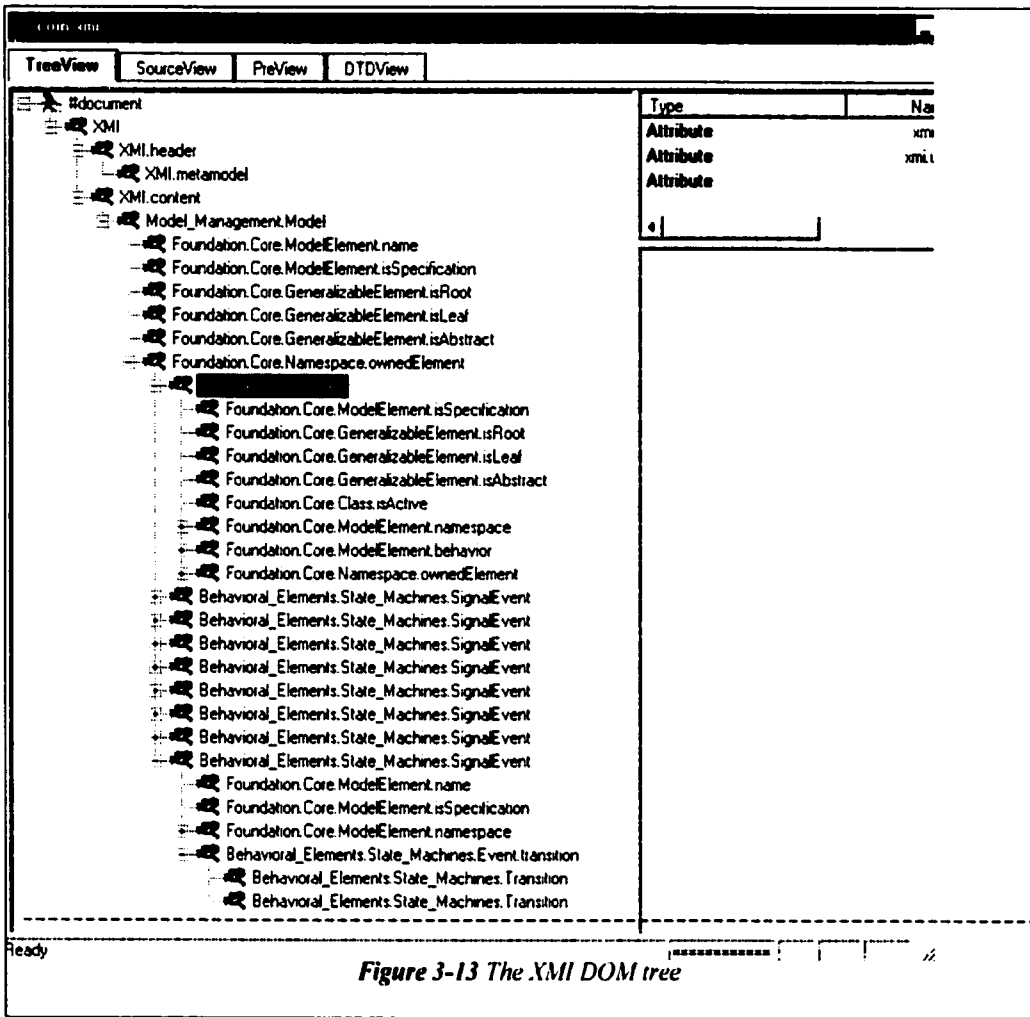 coin.xmi
TreeView SourceView PreView DTDView
#document
XMI
XMI.header
XMI.metamodel
XMI.content
Model_Management.Model
Foundation.Core.ModelElement.name
Foundation.Core.ModelElement.isSpecification
Foundation.Core.GeneralizableElement.isRoot
Foundation.Core.GeneralizableElement.isLeaf
Foundation.Core.GeneralizableElement.isAbstract
Foundation.Core.Namespace.ownedElement
Foundation.Core.ModelElement.isSpecification
Foundation.Core.GeneralizableElement.isRoot
Foundation.Core.GeneralizableElement.isLeaf
Foundation.Core.GeneralizableElement.isAbstract
Foundation.Core.Class.isActive
Foundation.Core.ModelElement.namespace
Foundation.Core.ModelElement.behavior
Foundation.Core.Namespace.ownedElement
Behavioral_Elements.State_Machines.SignalEvent
Behavioral_Elements.State_Machines.SignalEvent
Behavioral_Elements.State_Machines.SignalEvent
Behavioral_Elements.State_Machines.SignalEvent
Behavioral_Elements.State_Machines.SignalEvent
Behavioral_Elements.State_Machines.SignalEvent
Behavioral_Elements.State_Machines.SignalEvent
Behavioral_Elements.State_Machines.SignalEvent
Foundation.Core.ModelElement.name
Foundation.Core.ModelElement.isSpecification
Foundation.Core.ModelElement.namespace
Behavioral_Elements.State_Machines.Event.transition
Behavioral_Elements.State_Machines.Transition
Behavioral_Elements.State_Machines.Transition
Type Na
Attribute xmi
Attribute xmi.
Attribute
Ready
Figure 3-13 The XMI DOM tree